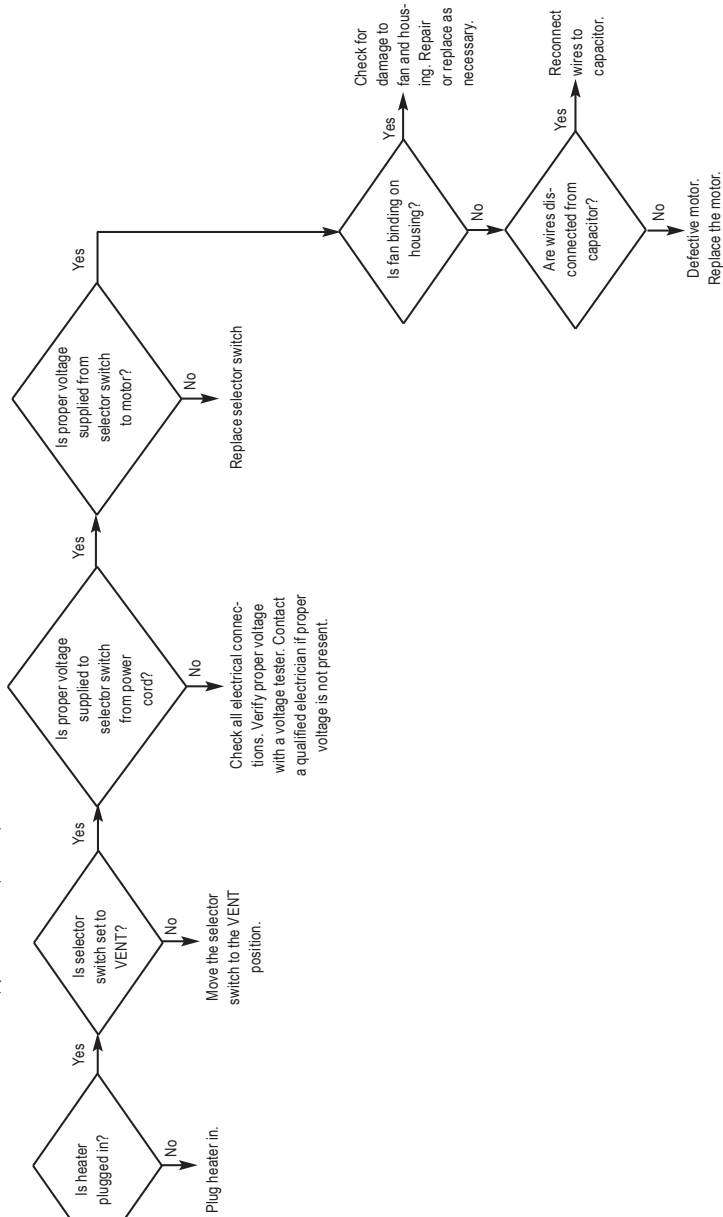 Is heater
plugged in?
No
Plug heater in.
Yes
Is selector
switch set to
VENT?
No
Move the selector
switch to the VENT
position.
Yes
Is proper voltage
supplied to
selector switch
from power
cord?
No
Check all electrical connec-
tions. Verify proper voltage
with a voltage tester. Contact
a qualified electrician if proper
voltage is not present.
Yes
Is proper voltage
supplied from
selector switch
to motor?
No
Replace selector switch
Yes
Is fan binding on
housing?
Yes
Check for
damage to
fan and hous-
ing. Repair
or replace as
necessary.
No
Are wires dis-
connected from
capacitor?
Yes
Reconnect
wires to
capacitor.
No
Defective motor.
Replace the motor.